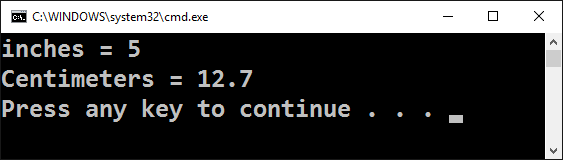 C:\WINDOWS\system32\cmd.exe
inches = 5
Centimeters = 12.7
Press any key to continue . . .